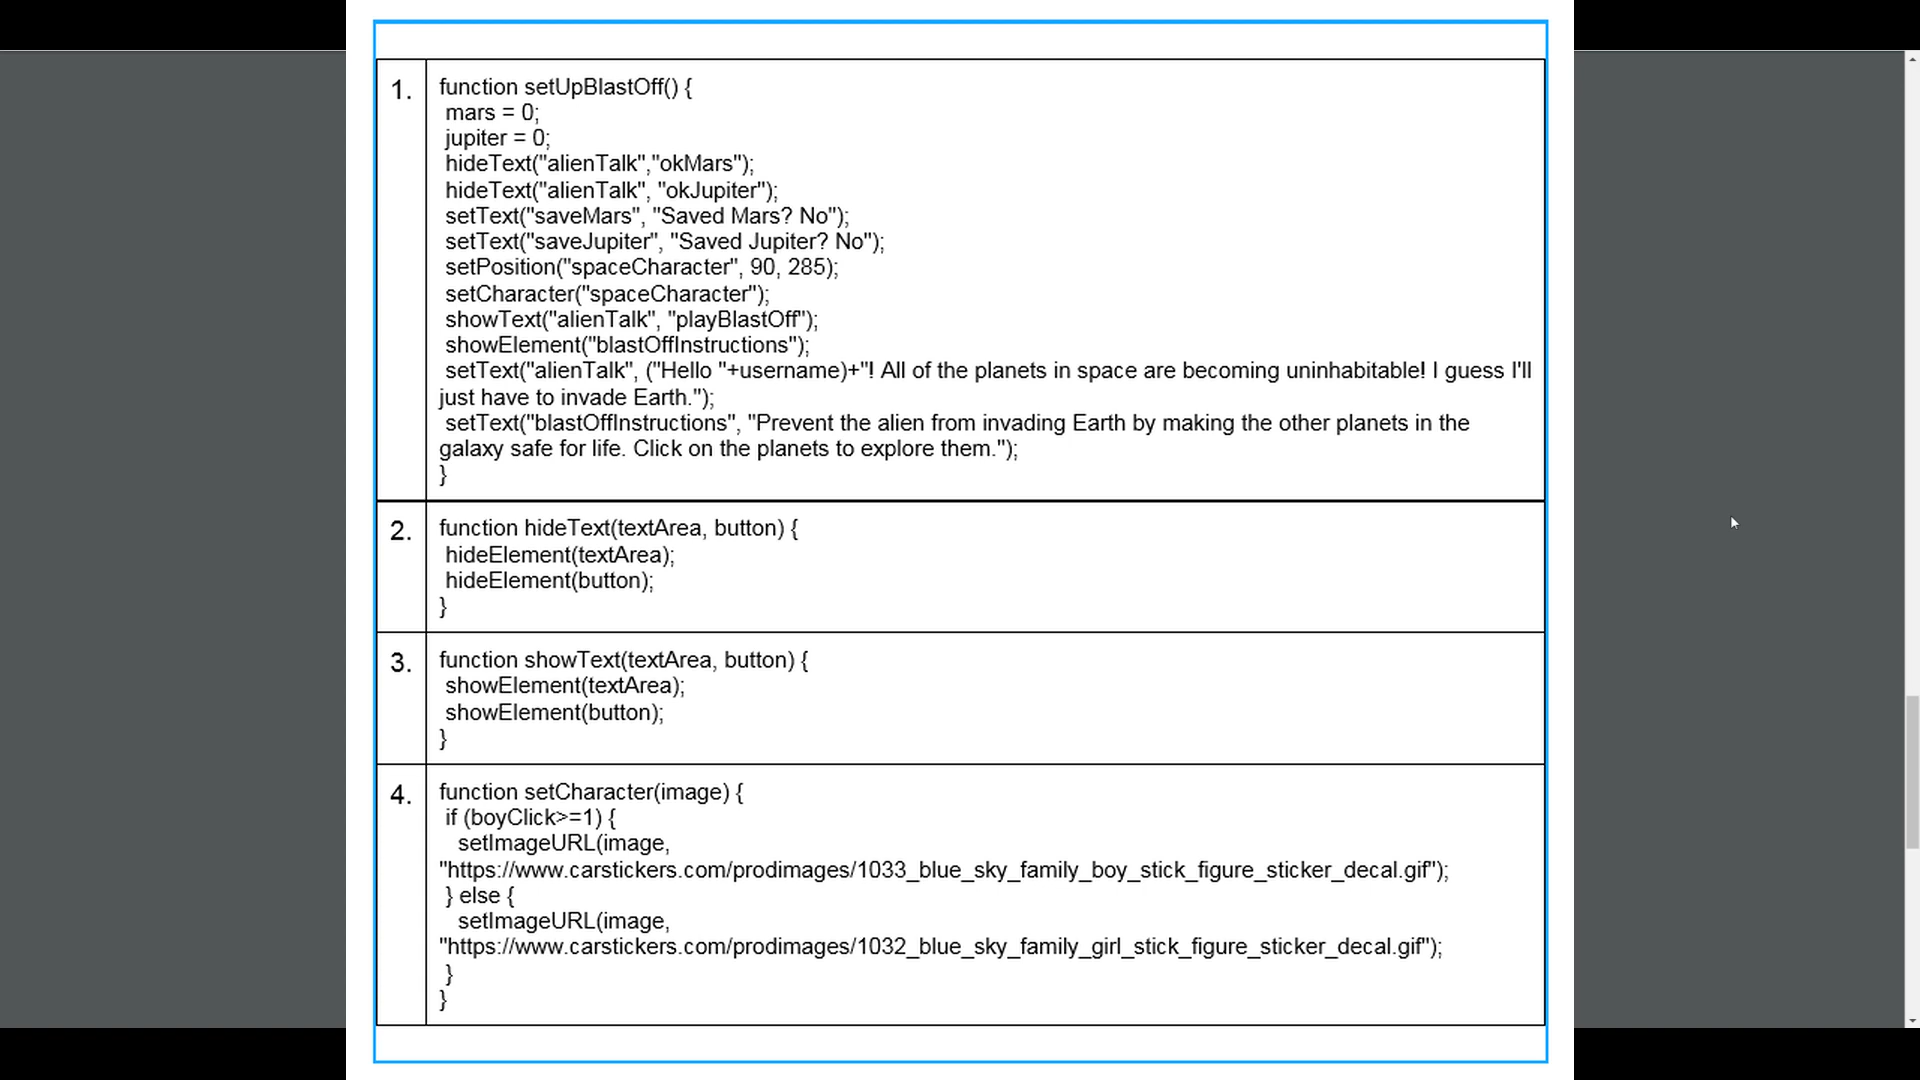 1.
function setUpBlastOff() {
mars = 0;
jupiter = 0;
hideText("alienTalk","okMars");
hideText("alienTalk", "okJupiter");
setText("saveMars", "Saved Mars? No");
setText("saveJupiter", "Saved Jupiter? No");
setPosition("spaceCharacter", 90, 285);
setCharacter("spaceCharacter");
showText("alienTalk", "playBlastOff");
showElement("blastOffInstructions");
setText("alienTalk", ("Hello "+username)+"! All of the planets in space are becoming uninhabitable! I guess I'll
just have to invade Earth.");
setText("blastOffInstructions", "Prevent the alien from invading Earth by making the other planets in the
galaxy safe for life. Click on the planets to explore them.");
}
2.
function hideText(textArea, button) {
hideElement(textArea);
hideElement(button);
}
3.
function showText(textArea, button) {
showElement(textArea);
showElement(button);
}
4.
function setCharacter(image) {
if (boyClick>=1) {
setImageURL(image,
"https://www.carstickers.com/prodimages/1033_blue_sky_family_boy_stick_figure_sticker_decal.gif");
} else {
setImageURL(image,
"https://www.carstickers.com/prodimages/1032_blue_sky_family_girl_stick_figure_sticker_decal.gif");
}
}